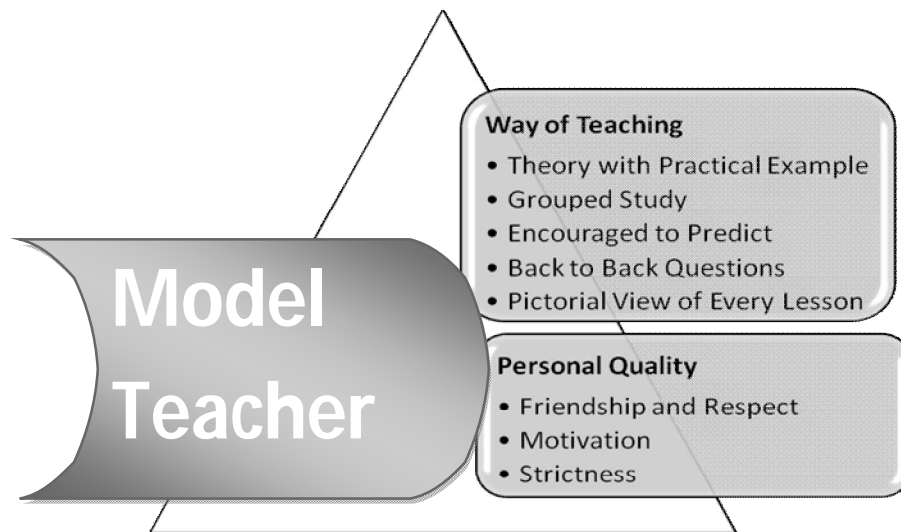 Model
Teacher
Way of Teaching
• Theory with Practical Example
• Grouped Study
• Encouraged to Predict
• Back to Back Questions
• Pictorial View of Every Lesson
Personal Quality
• Friendship and Respect
• Motivation
• Strictness